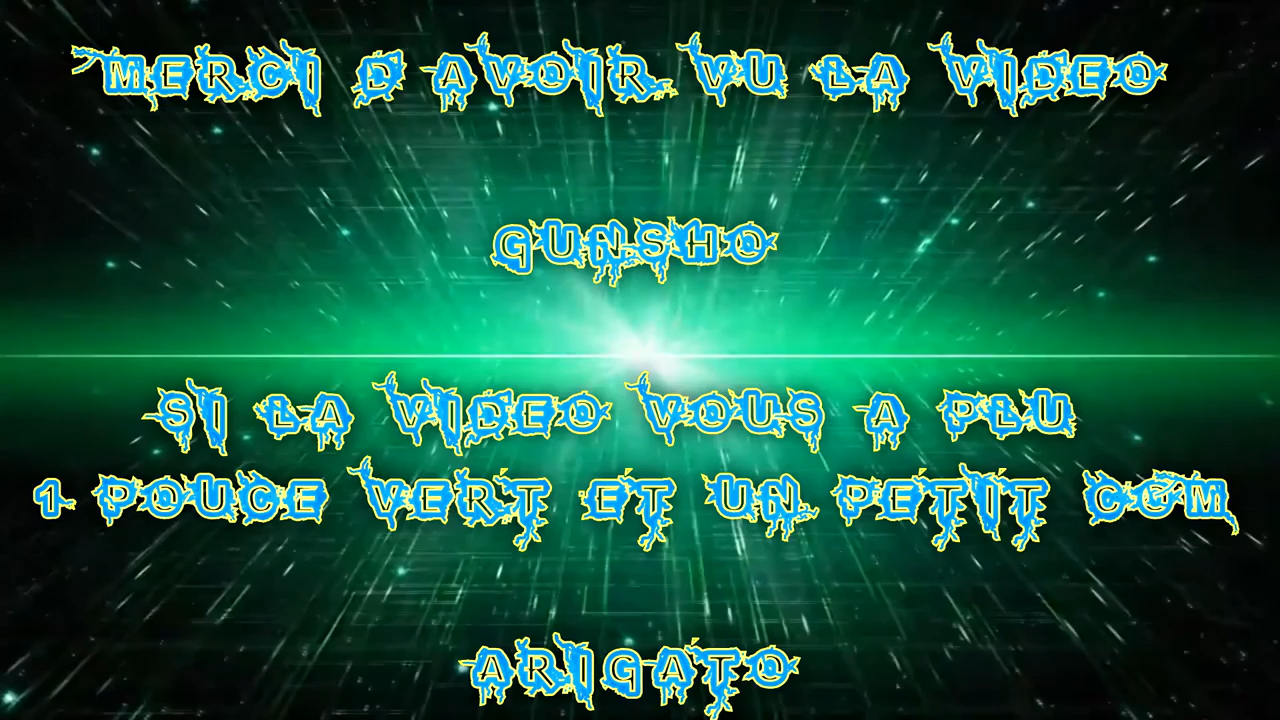 MERCI D AVOIR VU LA VIDEO
GUNSHO
SI LA VIDEO VOUS A PLU
1 POUCE VERT ET UN PETIT COM
ARIGATO